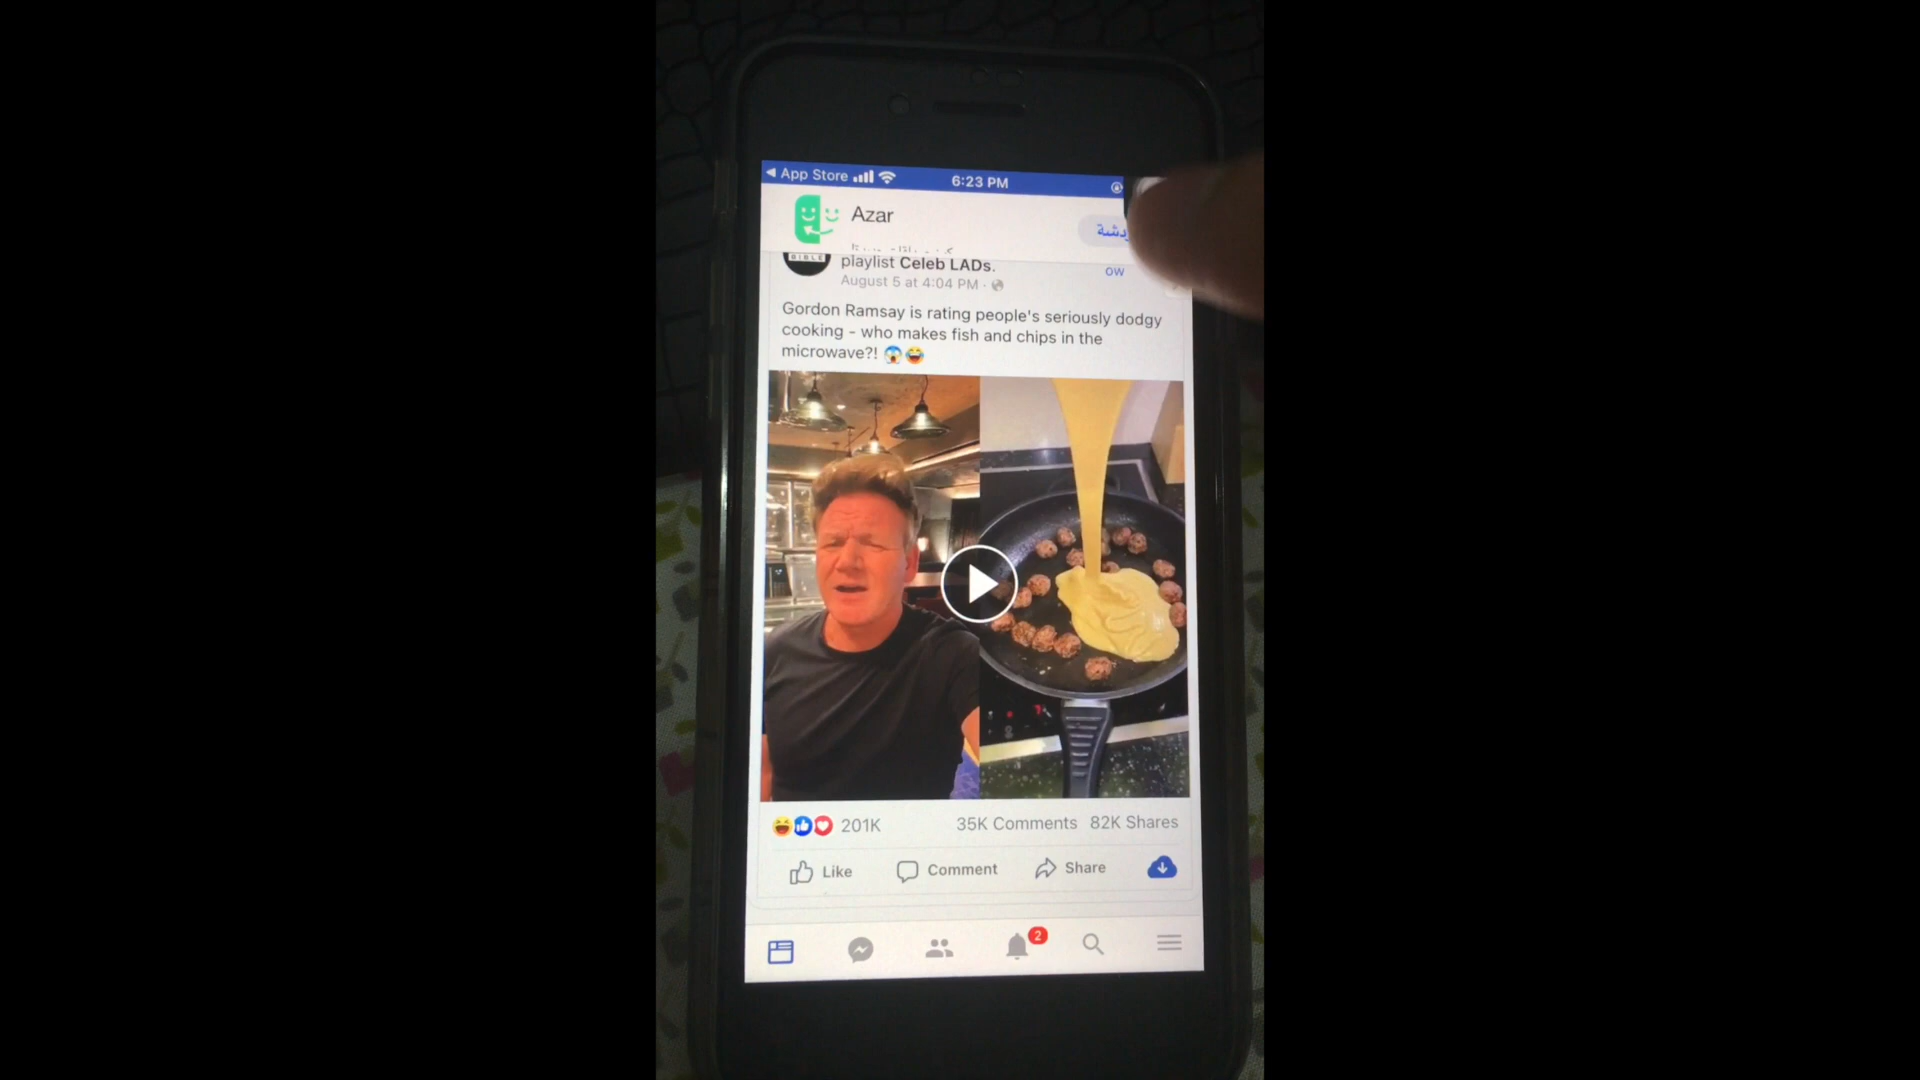 App Store
6:23 PM
Azar
BIBLE
playlist Celeb LADs.
ow
August 5 at 4:04 PM
Gordon Ramsay is rating people's seriously dodgy
cooking - who makes fish and chips in the
microwave?! 😱😂
201K
35K Comments 82K Shares
Like
Comment
Share
2